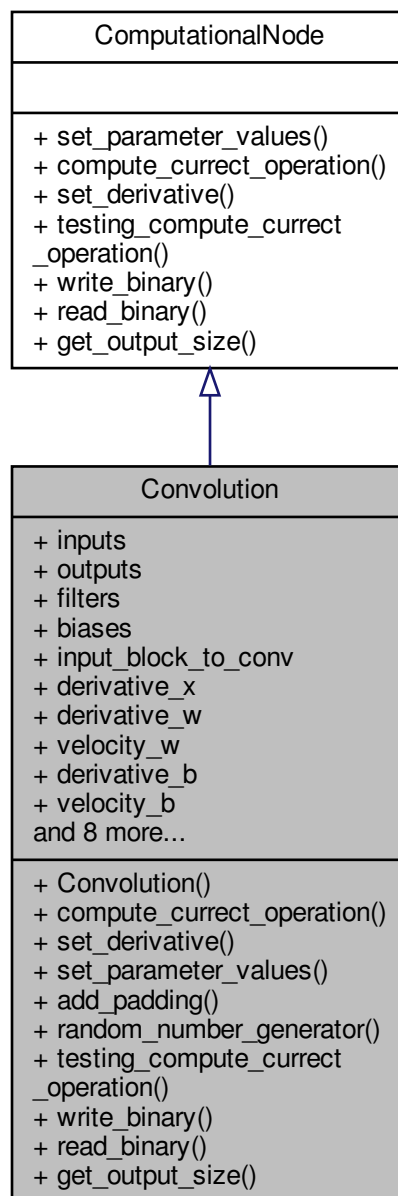 ComputationalNode
+ set_parameter_values()
+ compute_currect_operation()
+ set_derivative()
+ testing_compute_currect
_operation()
+ write_binary()
+ read_binary()
+ get_output_size()
Convolution
+ inputs
+ outputs
+ filters
+ biases
+ input_block_to_conv
+ derivative_x
+ derivative_w
+ velocity_w
+ derivative_b
+ velocity_b
and 8 more...
+ Convolution()
+ compute_currect_operation()
+ set_derivative()
+ set_parameter_values()
+ add_padding()
+ random_number_generator()
+ testing_compute_currect
_operation()
+ write_binary()
+ read_binary()
+ get_output_size()